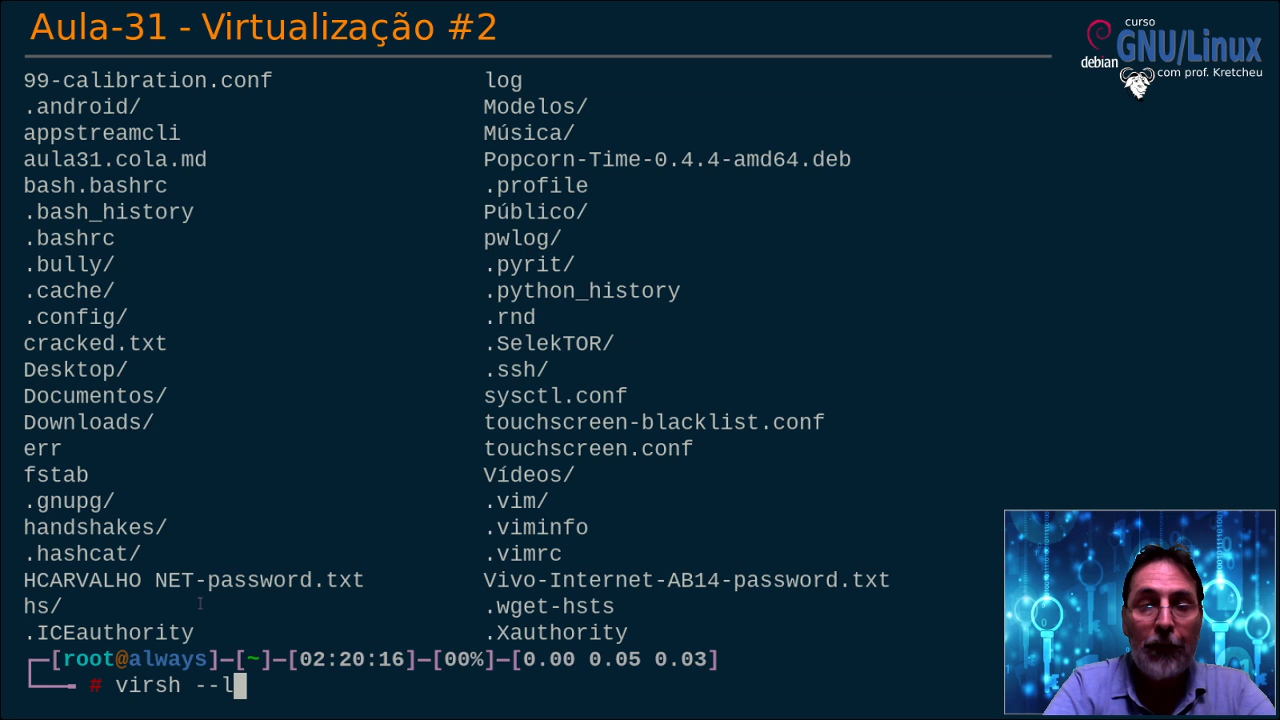 Aula-31 - Virtualização #2
curso
GNU/Linux
debian
com prof. Kretcheu
99-calibration.conf log
.android/ Modelos/
appstreamcli Música/
aula31.cola.md Popcorn-Time-0.4.4-amd64.deb
bash.bashrc .profile
.bash_history Público/
.bashrc pwlog/
.bully/ .pyrit/
.cache/ .python_history
.config/ .rnd
cracked.txt .SelekTOR/
Desktop/ .ssh/
Documentos/ sysctl.conf
Downloads/ touchscreen-blacklist.conf
err touchscreen.conf
fstab Vídeos/
.gnupg/ .vim/
handshakes/ .viminfo
.hashcat/ .vimrc
HCARVALHO NET-password.txt Vivo-Internet-AB14-password.txt
hs/ .wget-hsts
.ICEauthority .Xauthority
┌─[root@always]─[~]─[02:20:16]─[00%]─[0.00 0.05 0.03]
└──╼ # virsh --l